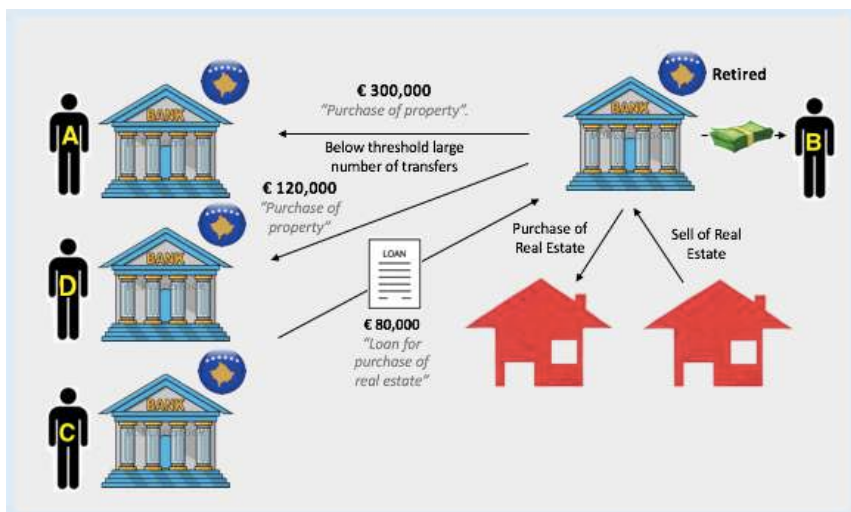 BANK
A
€ 300,000
"Purchase of property".
Below threshold large
number of transfers
BANK
Retired
B
€ 120,000
"Purchase of
property"
BANK
D
LOAN
€ 80,000
"Loan for
purchase of
real estate"
Purchase of
Real Estate
Sell of Real
Estate
BANK
C